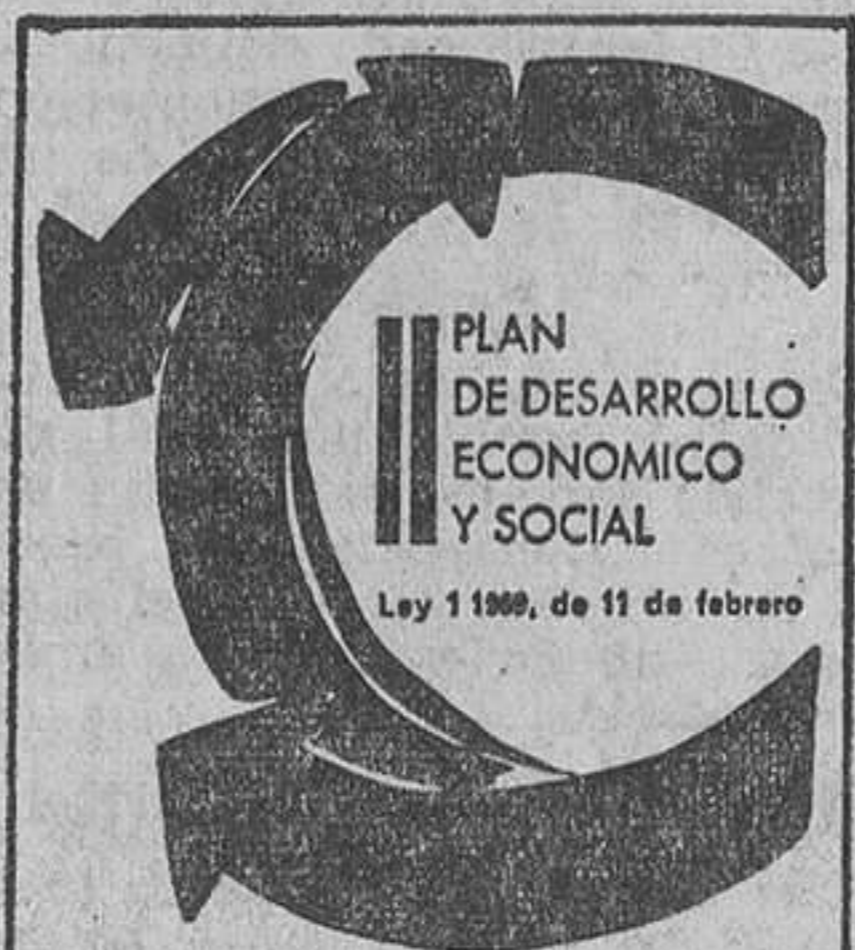 II PLAN
DE DESARROLLO
ECONOMICO
Y SOCIAL
Ley 1 1969, de 11 de febrero